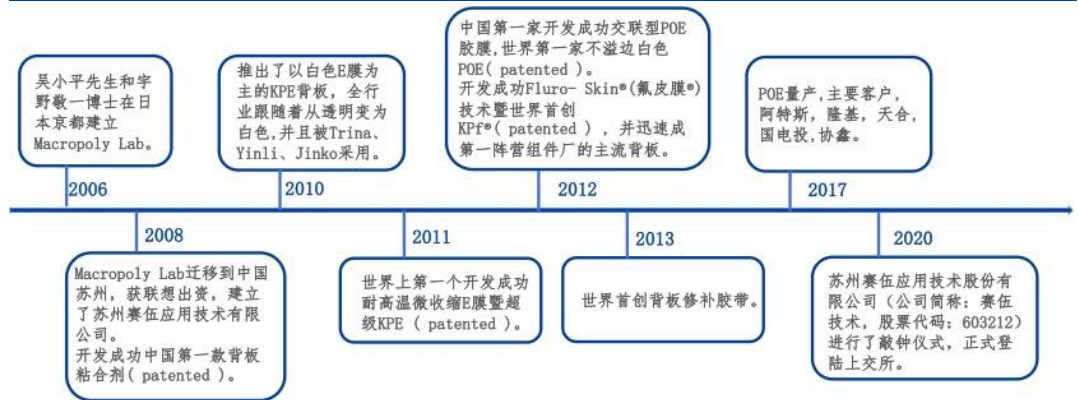 吴小平先生和宇
野敬一博士在日
本京都建立
Macropoly Lab。
2006
Macropoly Lab迁移到中国
苏州，获联想出资，建立
了苏州赛伍应用技术有限
公司。
开发成功中国第一款背板
粘合剂( patented )。
2008
推出了以白色E膜为
主的KPE背板，全行
业跟随着从透明变为
白色,并且被Trina、
Yinli、Jinko采用。
2010
世界上第一个开发成功
耐高温微收缩E膜暨超
级KPE ( patented )。
2011
中国第一家开发成功交联型POE
胶膜,世界第一家不溢边白色
POE( patented )。
开发成功Fluro- Skin®(氟皮膜®)
技术暨世界首创
KPf®( patented ) , 并迅速成
第一阵营组件厂的主流背板。
2012
世界首创背板修补胶带。
2013
POE量产,主要客户,
阿特斯, 隆基, 天合,
国电投,协鑫。
2017
苏州赛伍应用技术股份有
限公司（公司简称：赛伍
技术，股票代码：603212）
进行了敲钟仪式，正式登
陆上交所。
2020